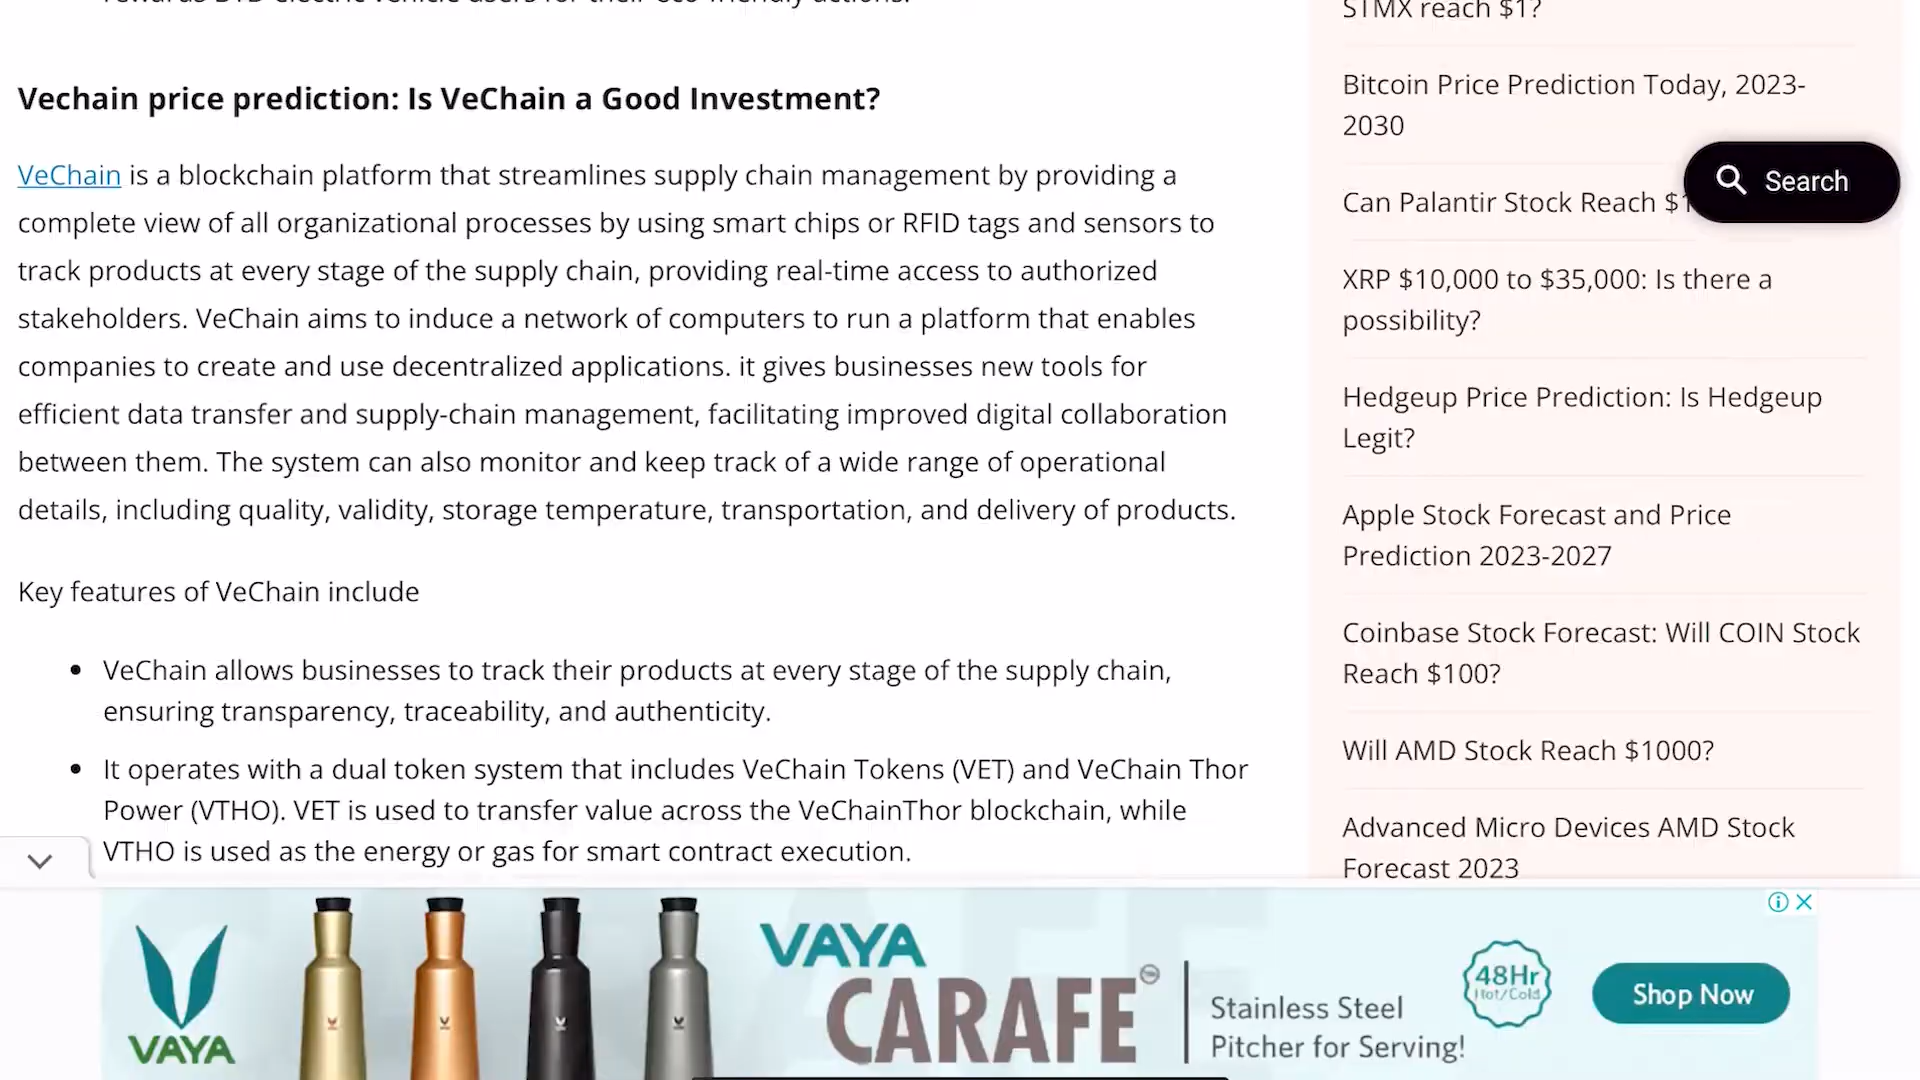 Vechain price prediction: Is VeChain a Good Investment?
VeChain is a blockchain platform that streamlines supply chain management by providing a
complete view of all organizational processes by using smart chips or RFID tags and sensors to
track products at every stage of the supply chain, providing real-time access to authorized
stakeholders. VeChain aims to induce a network of computers to run a platform that enables
companies to create and use decentralized applications. it gives businesses new tools for
efficient data transfer and supply-chain management, facilitating improved digital collaboration
between them. The system can also monitor and keep track of a wide range of operational
details, including quality, validity, storage temperature, transportation, and delivery of products.
Key features of VeChain include
• VeChain allows businesses to track their products at every stage of the supply chain,
ensuring transparency, traceability, and authenticity.
• It operates with a dual token system that includes VeChain Tokens (VET) and VeChain Thor
Power (VTHO). VET is used to transfer value across the VeChainThor blockchain, while
VTHO is used as the energy or gas for smart contract execution.
STMX reach $1?
Bitcoin Price Prediction Today, 2023-
2030
Search
Can Palantir Stock Reach
XRP $10,000 to $35,000: Is there a
possibility?
Hedgeup Price Prediction: Is Hedgeup
Legit?
Apple Stock Forecast and Price
Prediction 2023-2027
Coinbase Stock Forecast: Will COIN Stock
Reach $100?
Will AMD Stock Reach $1000?
Advanced Micro Devices AMD Stock
Forecast 2023
VAYA
VAYA
CARAFE
Stainless Steel
Pitcher for Serving!
48Hr
Hot/Cold
Shop Now